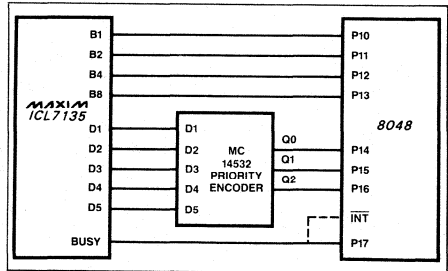 B1
B2
B4
B8
MAXIM
ICL7135
D1
D2
D3
D4
D5
BUSY
D1
D2
D3
D4
D5
MC
14532
PRIORITY
ENCODER
Q0
Q1
Q2
P10
P11
P12
P13
8048
P14
P15
P16
INT
P17